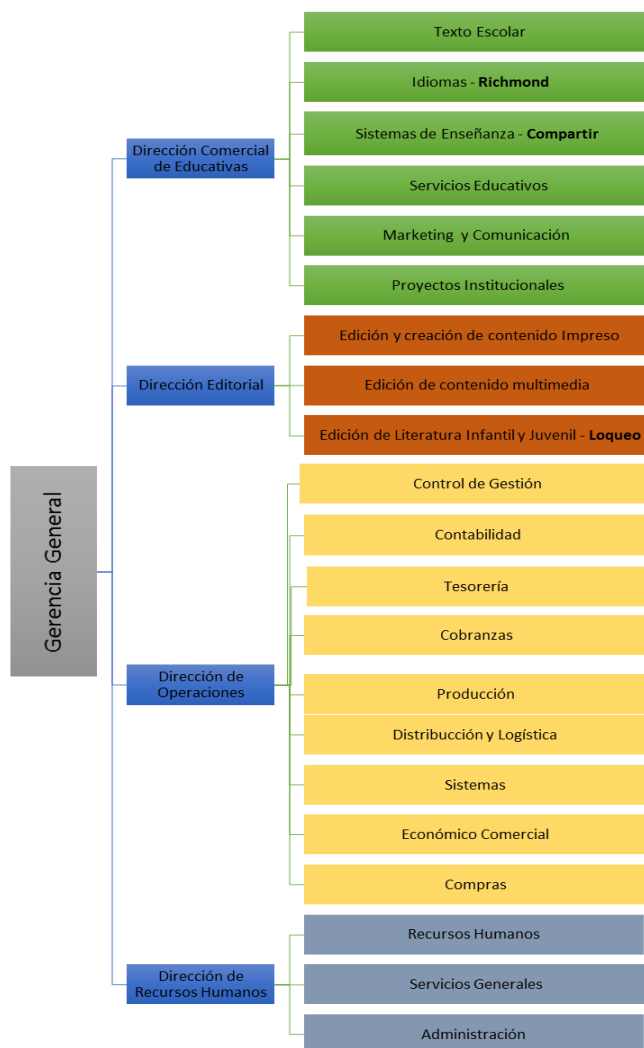 Gerencia General
Dirección Comercial
de Educativas
Texto Escolar
Idiomas - Richmond
Sistemas de Enseñanza - Compartir
Servicios Educativos
Marketing y Comunicación
Proyectos Institucionales
Dirección Editorial
Edición y creación de contenido Impreso
Edición de contenido multimedia
Edición de Literatura Infantil y Juvenil - Loqueo
Dirección de
Operaciones
Control de Gestión
Contabilidad
Tesorería
Cobranzas
Producción
Distribucción y Logística
Sistemas
Económico Comercial
Compras
Dirección de
Recursos Humanos
Recursos Humanos
Servicios Generales
Administración